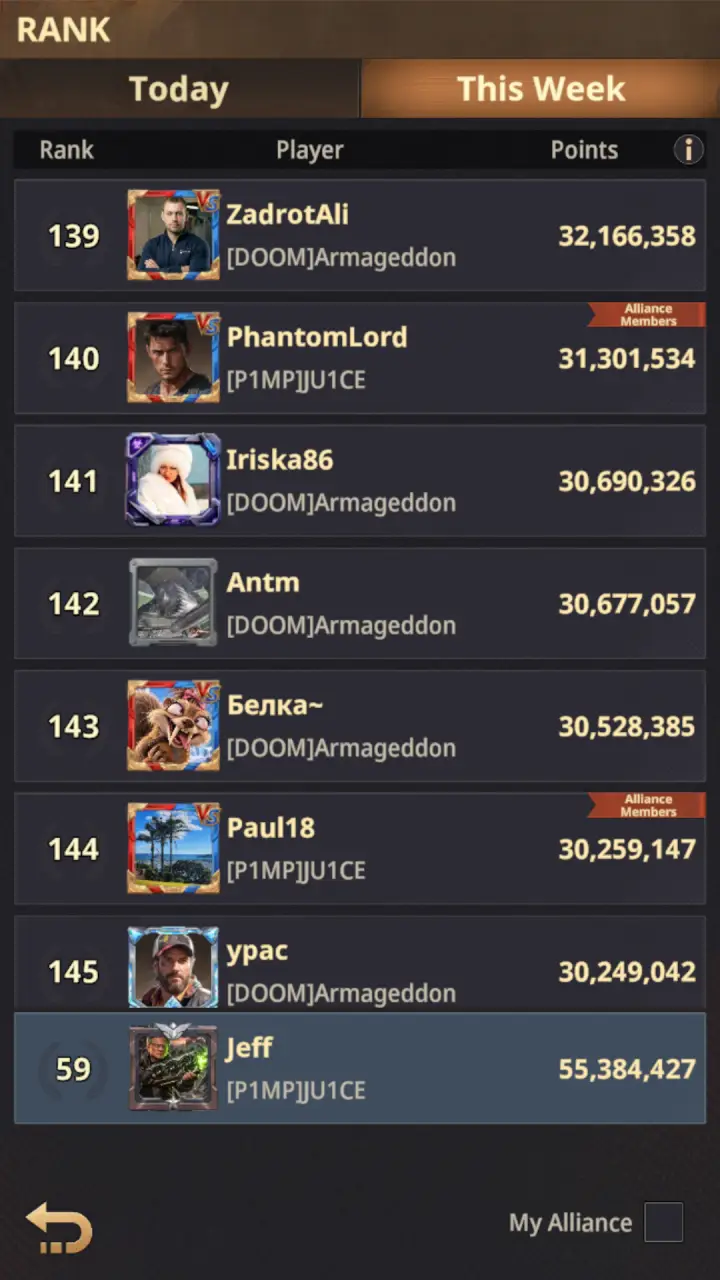 RANK
Today
This Week
Rank
Player
Points
i
139
ZadrotAli
[DOOM]Armageddon
32,166,358
140
PhantomLord
[P1MP]JU1CE
Alliance
Members
31,301,534
141
Iriska86
[DOOM]Armageddon
30,690,326
142
Antm
[DOOM]Armageddon
30,677,057
143
Белка~
[DOOM]Armageddon
30,528,385
144
Paul18
[P1MP]JU1CE
Alliance
Members
30,259,147
145
ypac
[DOOM]Armageddon
30,249,042
59
Jeff
[P1MP]JU1CE
55,384,427
My Alliance